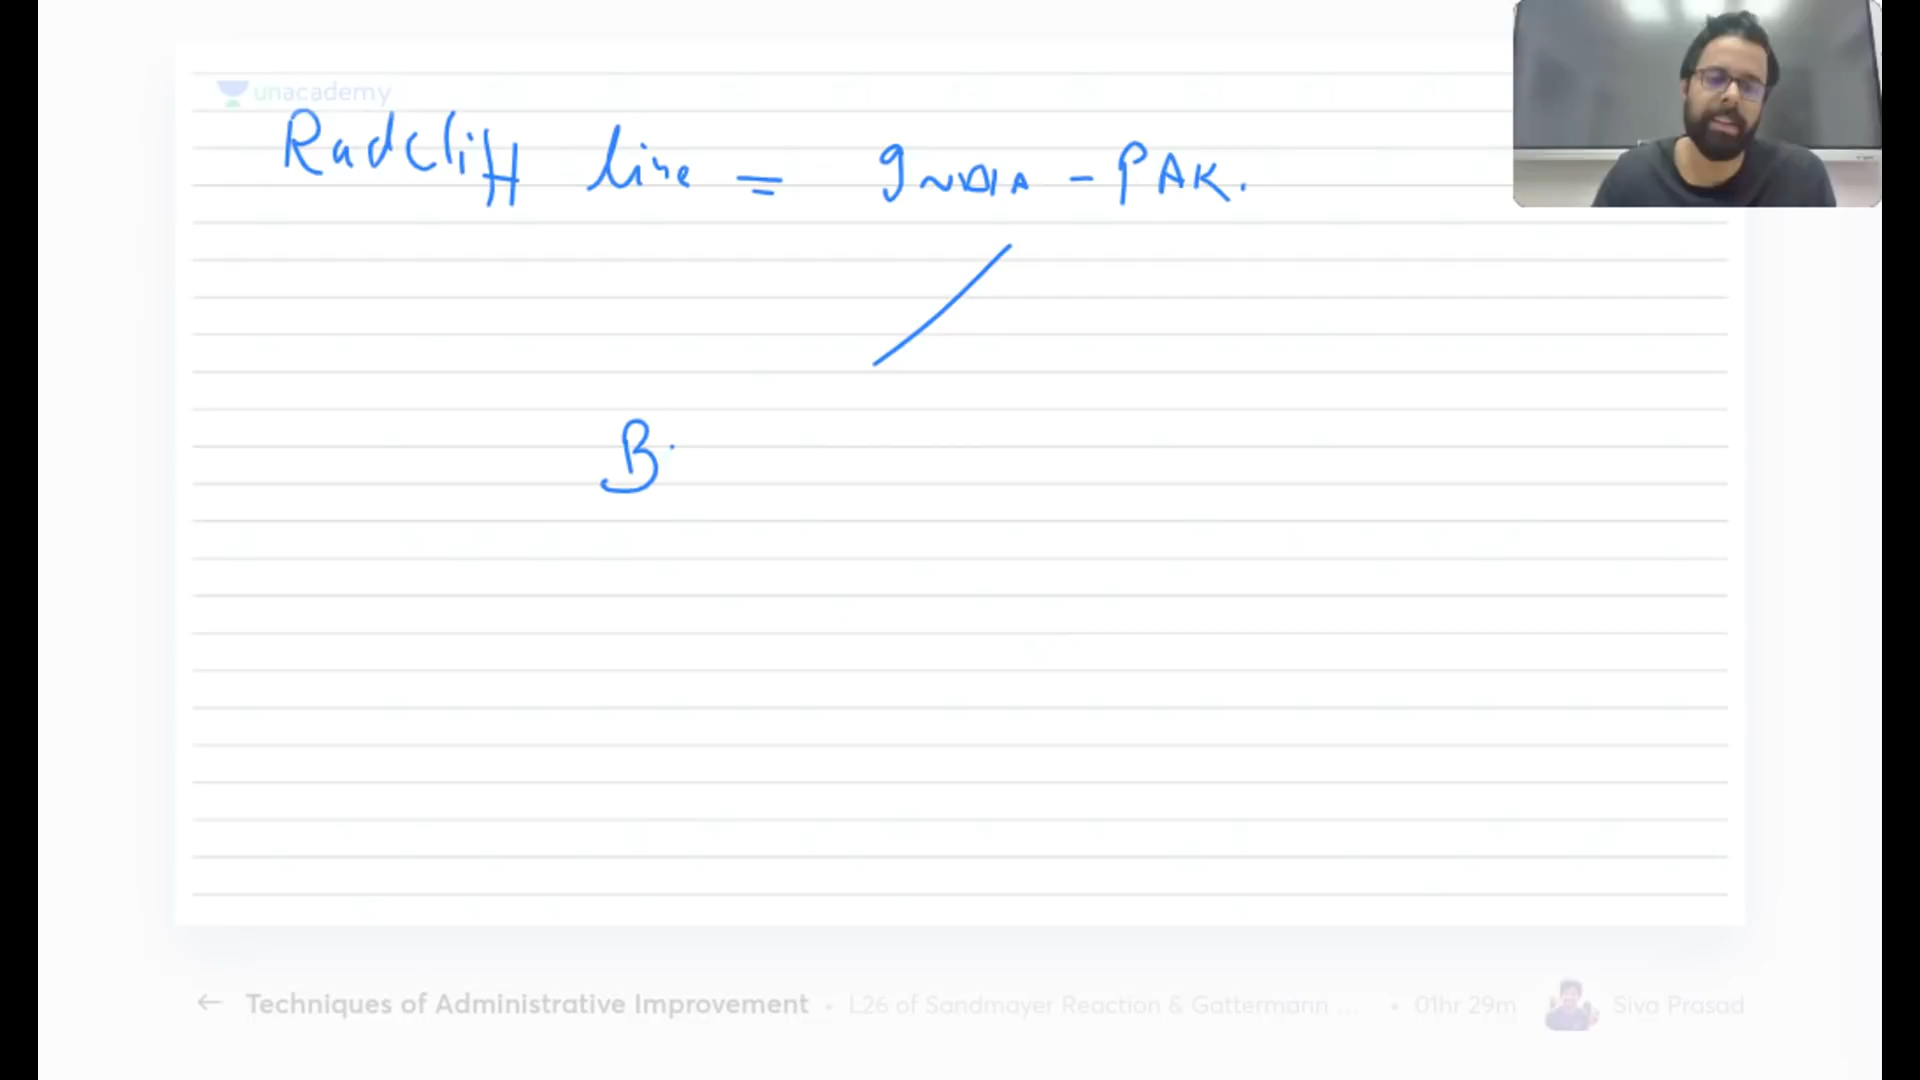 unacademy
Radcliff line = INDIA - PAK.
B.
← Techniques of Administrative Improvement • L26 of Sandmayer Reaction & Gattermann ... • 01hr 29m Siva Prasad